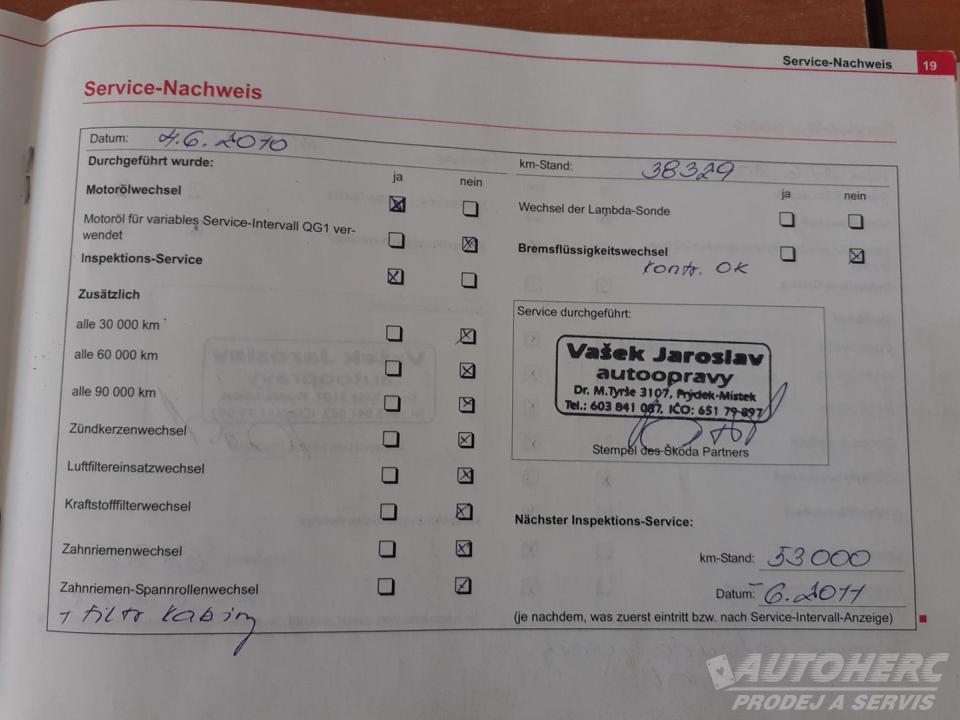 Service-Nachweis 19
Service-Nachweis
Datum: 4.6.2010
Durchgeführt wurde:
ja nein
Motorölwechsel
Motoröl für variables Service-Intervall QG1 ver-
wendet
Inspektions-Service
Zusätzlich
alle 30 000 km
alle 60 000 km
alle 90 000 km
Zündkerzenwechsel
Luftfiltereinsatzwechsel
Kraftstofffilterwechsel
Zahnriemenwechsel
Zahnriemen-Spannrollenwechsel
+ filtr kabiny
km-Stand: 38329
ja nein
Wechsel der Lambda-Sonde
Bremsflüssigkeitswechsel
kontr. OK
Service durchgeführt:
Vašek Jaroslav
autoopravy
Dr. M.Tyrše 3107, Frýdek-Místek
Tel.: 603 841 087, IČO: 651 79 897
Stempel des Škoda Partners
Nächster Inspektions-Service:
km-Stand: 53000
Datum: 6.2011
(je nachdem, was zuerst eintritt bzw. nach Service-Intervall-Anzeige)
AUTOHERC
PRODEJ A SERVIS